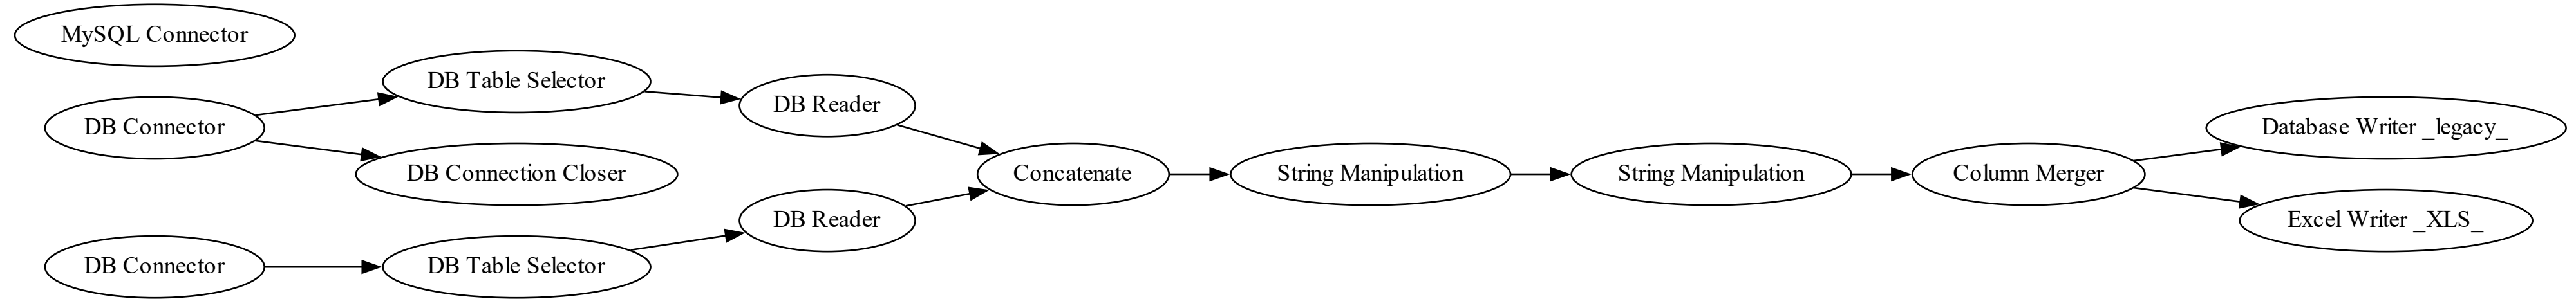 MySQL Connector
DB Connector
DB Table Selector
DB Connection Closer
DB Reader
DB Connector
DB Table Selector
DB Reader
Concatenate
String Manipulation
String Manipulation
Column Merger
Database Writer _legacy_
Excel Writer _XLS_